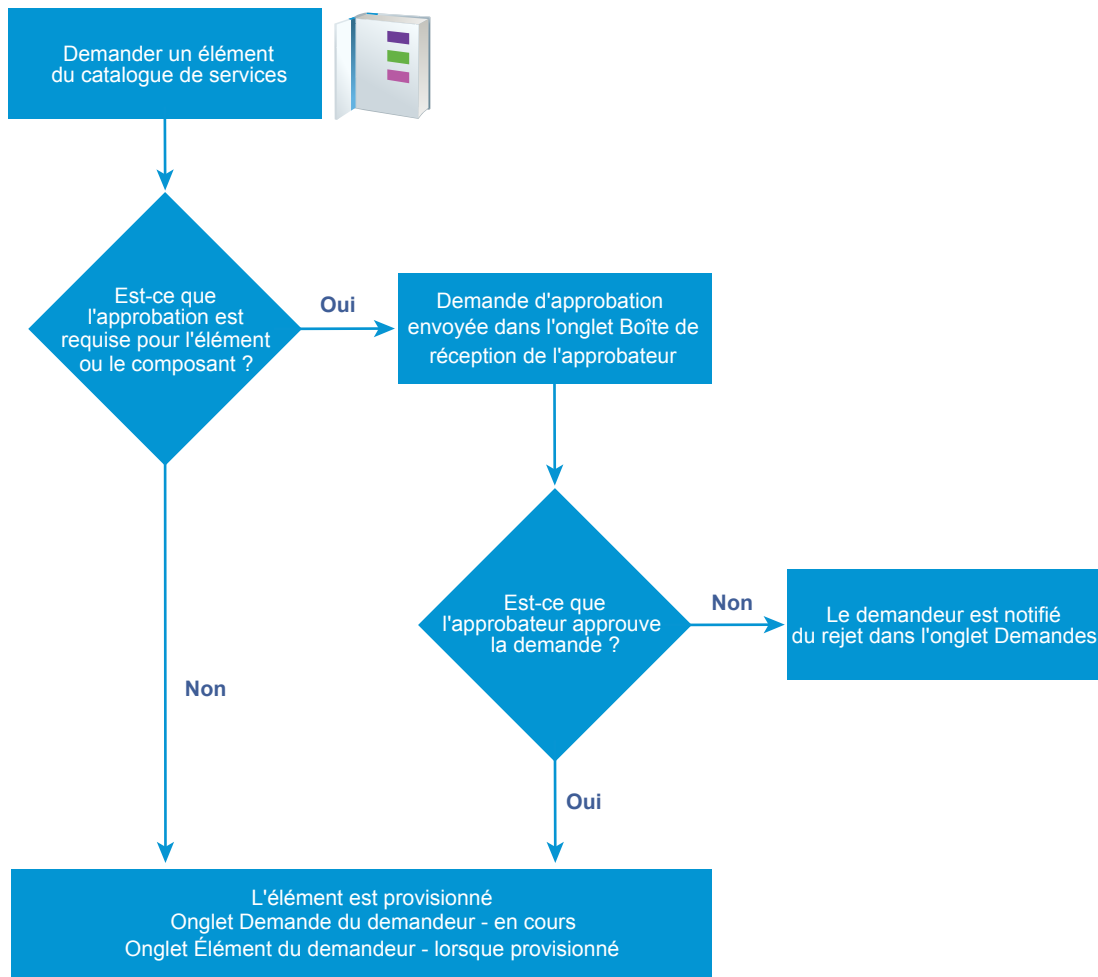 Demander un élément
du catalogue de services
Est-ce que
l'approbation est
requise pour l'élément
ou le composant ?
Oui
Demande d'approbation
envoyée dans l'onglet Boîte de
réception de l'approbateur
Est-ce que
l'approbateur approuve
la demande ?
Non
Le demandeur est notifié
du rejet dans l'onglet Demandes
Non
Oui
L'élément est provisionné
Onglet Demande du demandeur - en cours
Onglet Élément du demandeur - lorsque provisionné